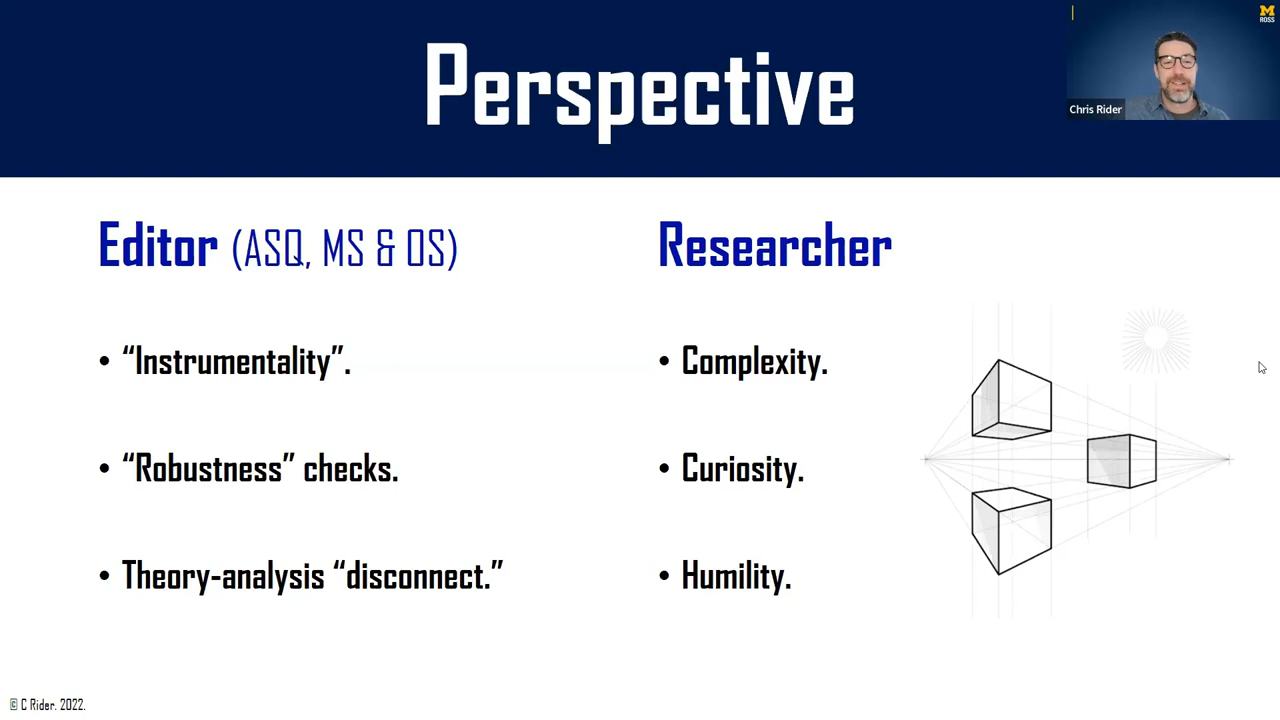 Perspective
M
ROSS
Chris Rider
Editor (ASQ, MS & OS)
• “Instrumentality”.
• “Robustness” checks.
• Theory-analysis “disconnect.”
Researcher
• Complexity.
• Curiosity.
• Humility.
© C Rider. 2022.